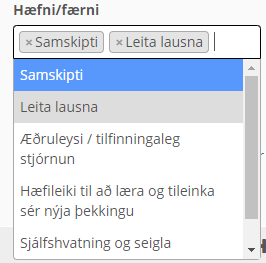 Hæfni/færni
×Samskipti ×Leita lausna
Samskipti
Leita lausna
Æðruleysi / tilfinningaleg
stjórnun
Hæfileiki til að læra og tileinka
sér nýja þekkingu
Sjálfshvatning og seigla